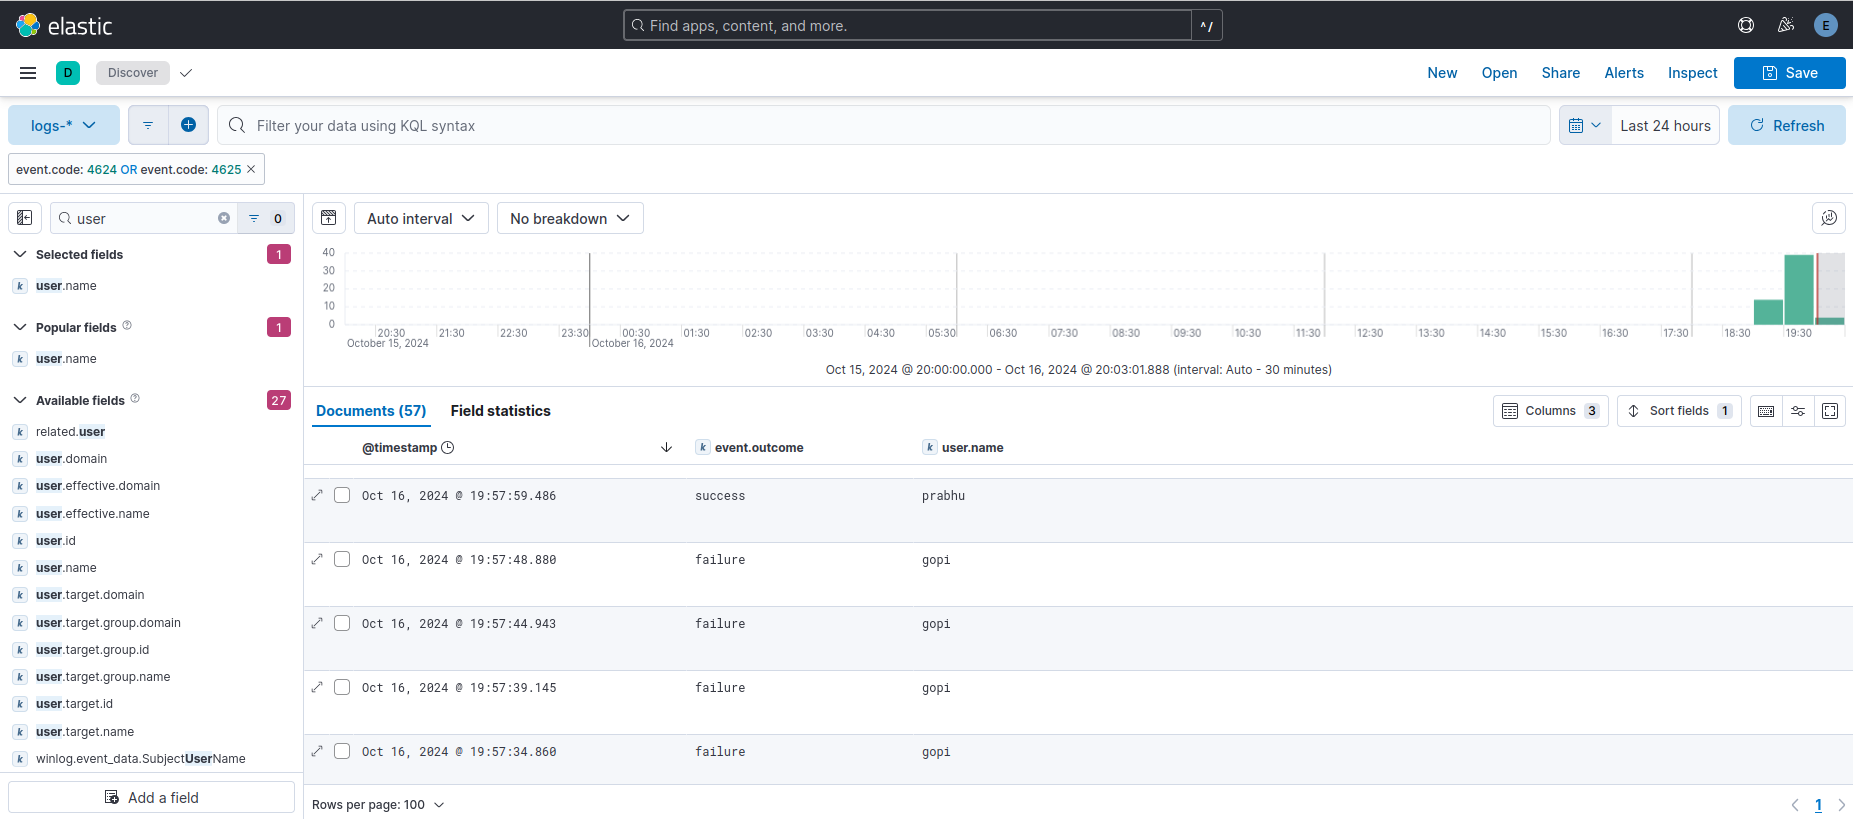 elastic
Find apps, content, and more.
^/
E
D
Discover
New
Open
Share
Alerts
Inspect
Save
logs-*
Filter your data using KQL syntax
Last 24 hours
Refresh
event.code: 4624 OR event.code: 4625
user
0
Selected fields
1
k user.name
Popular fields
1
k user.name
Available fields
27
k related.user
k user.domain
k user.effective.domain
k user.effective.name
k user.id
k user.name
k user.target.domain
k user.target.group.domain
k user.target.group.id
k user.target.group.name
k user.target.id
k user.target.name
k winlog.event_data.SubjectUserName
Add a field
Auto interval
No breakdown
40
30
20
10
0
20:30 21:30 22:30 23:30 00:30 01:30 02:30 03:30 04:30 05:30 06:30 07:30 08:30 09:30 10:30 11:30 12:30 13:30 14:30 15:30 16:30 17:30 18:30 19:30
October 15, 2024 October 16, 2024
Oct 15, 2024 @ 20:00:00.000 - Oct 16, 2024 @ 20:03:01.888 (interval: Auto - 30 minutes)
Documents (57)
Field statistics
Columns 3
Sort fields 1
@timestamp k event.outcome k user.name
Oct 16, 2024 @ 19:57:59.486 success prabhu
Oct 16, 2024 @ 19:57:48.880 failure gopi
Oct 16, 2024 @ 19:57:44.943 failure gopi
Oct 16, 2024 @ 19:57:39.145 failure gopi
Oct 16, 2024 @ 19:57:34.860 failure gopi
Rows per page: 100
1